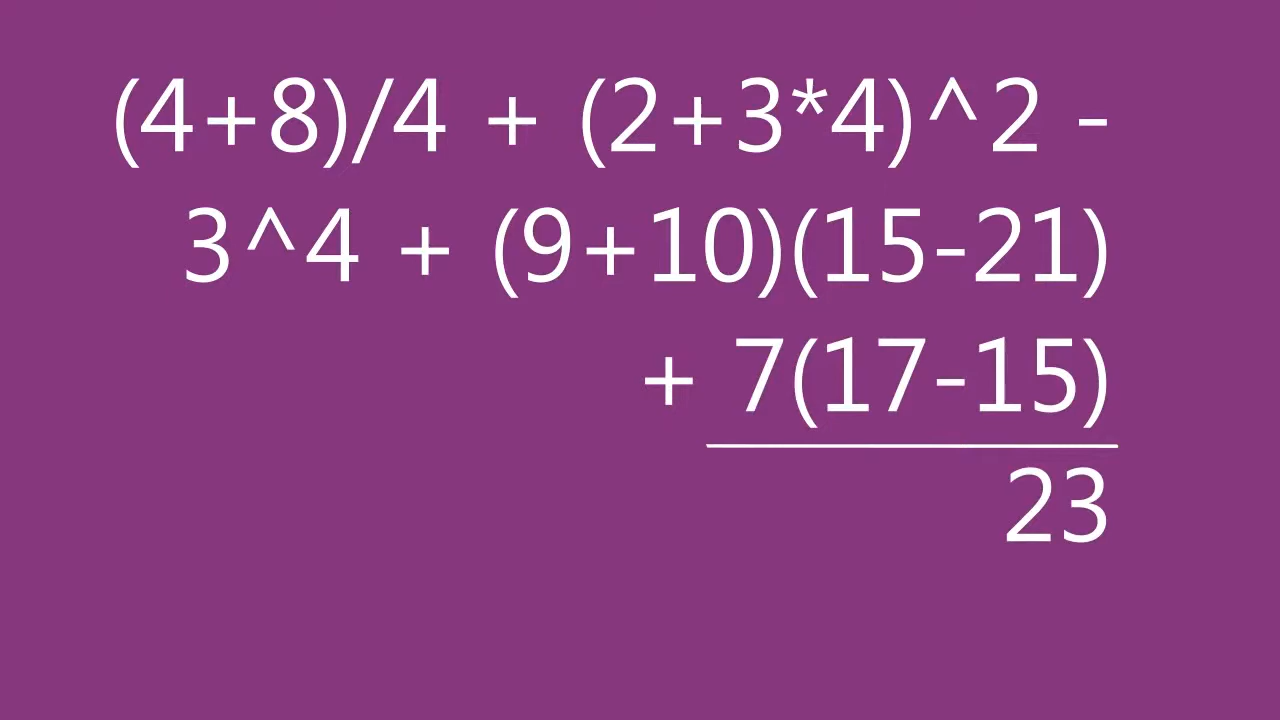 (4+8)/4 + (2+3*4)^2 -
3^4 + (9+10)(15-21)
+ 7(17-15)
23